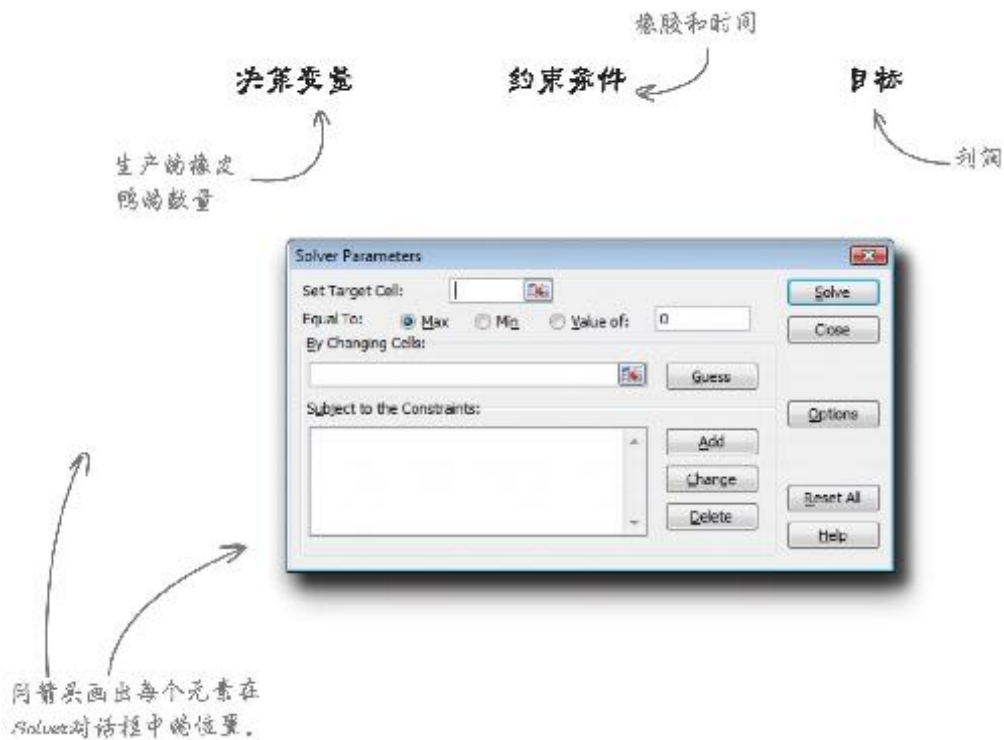 橡胶和时间
决策变量
约束条件
目标
生产的橡皮
鸭的数量
利润
Solver Parameters
Set Target Cell:
Solve
Equal To:
Max
Min
Value of:
0
Close
By Changing Cells:
Guess
Subject to the Constraints:
Options
Add
Change
Reset All
Delete
Help
用箭头画出每个元素在
Solver对话框中的位置。